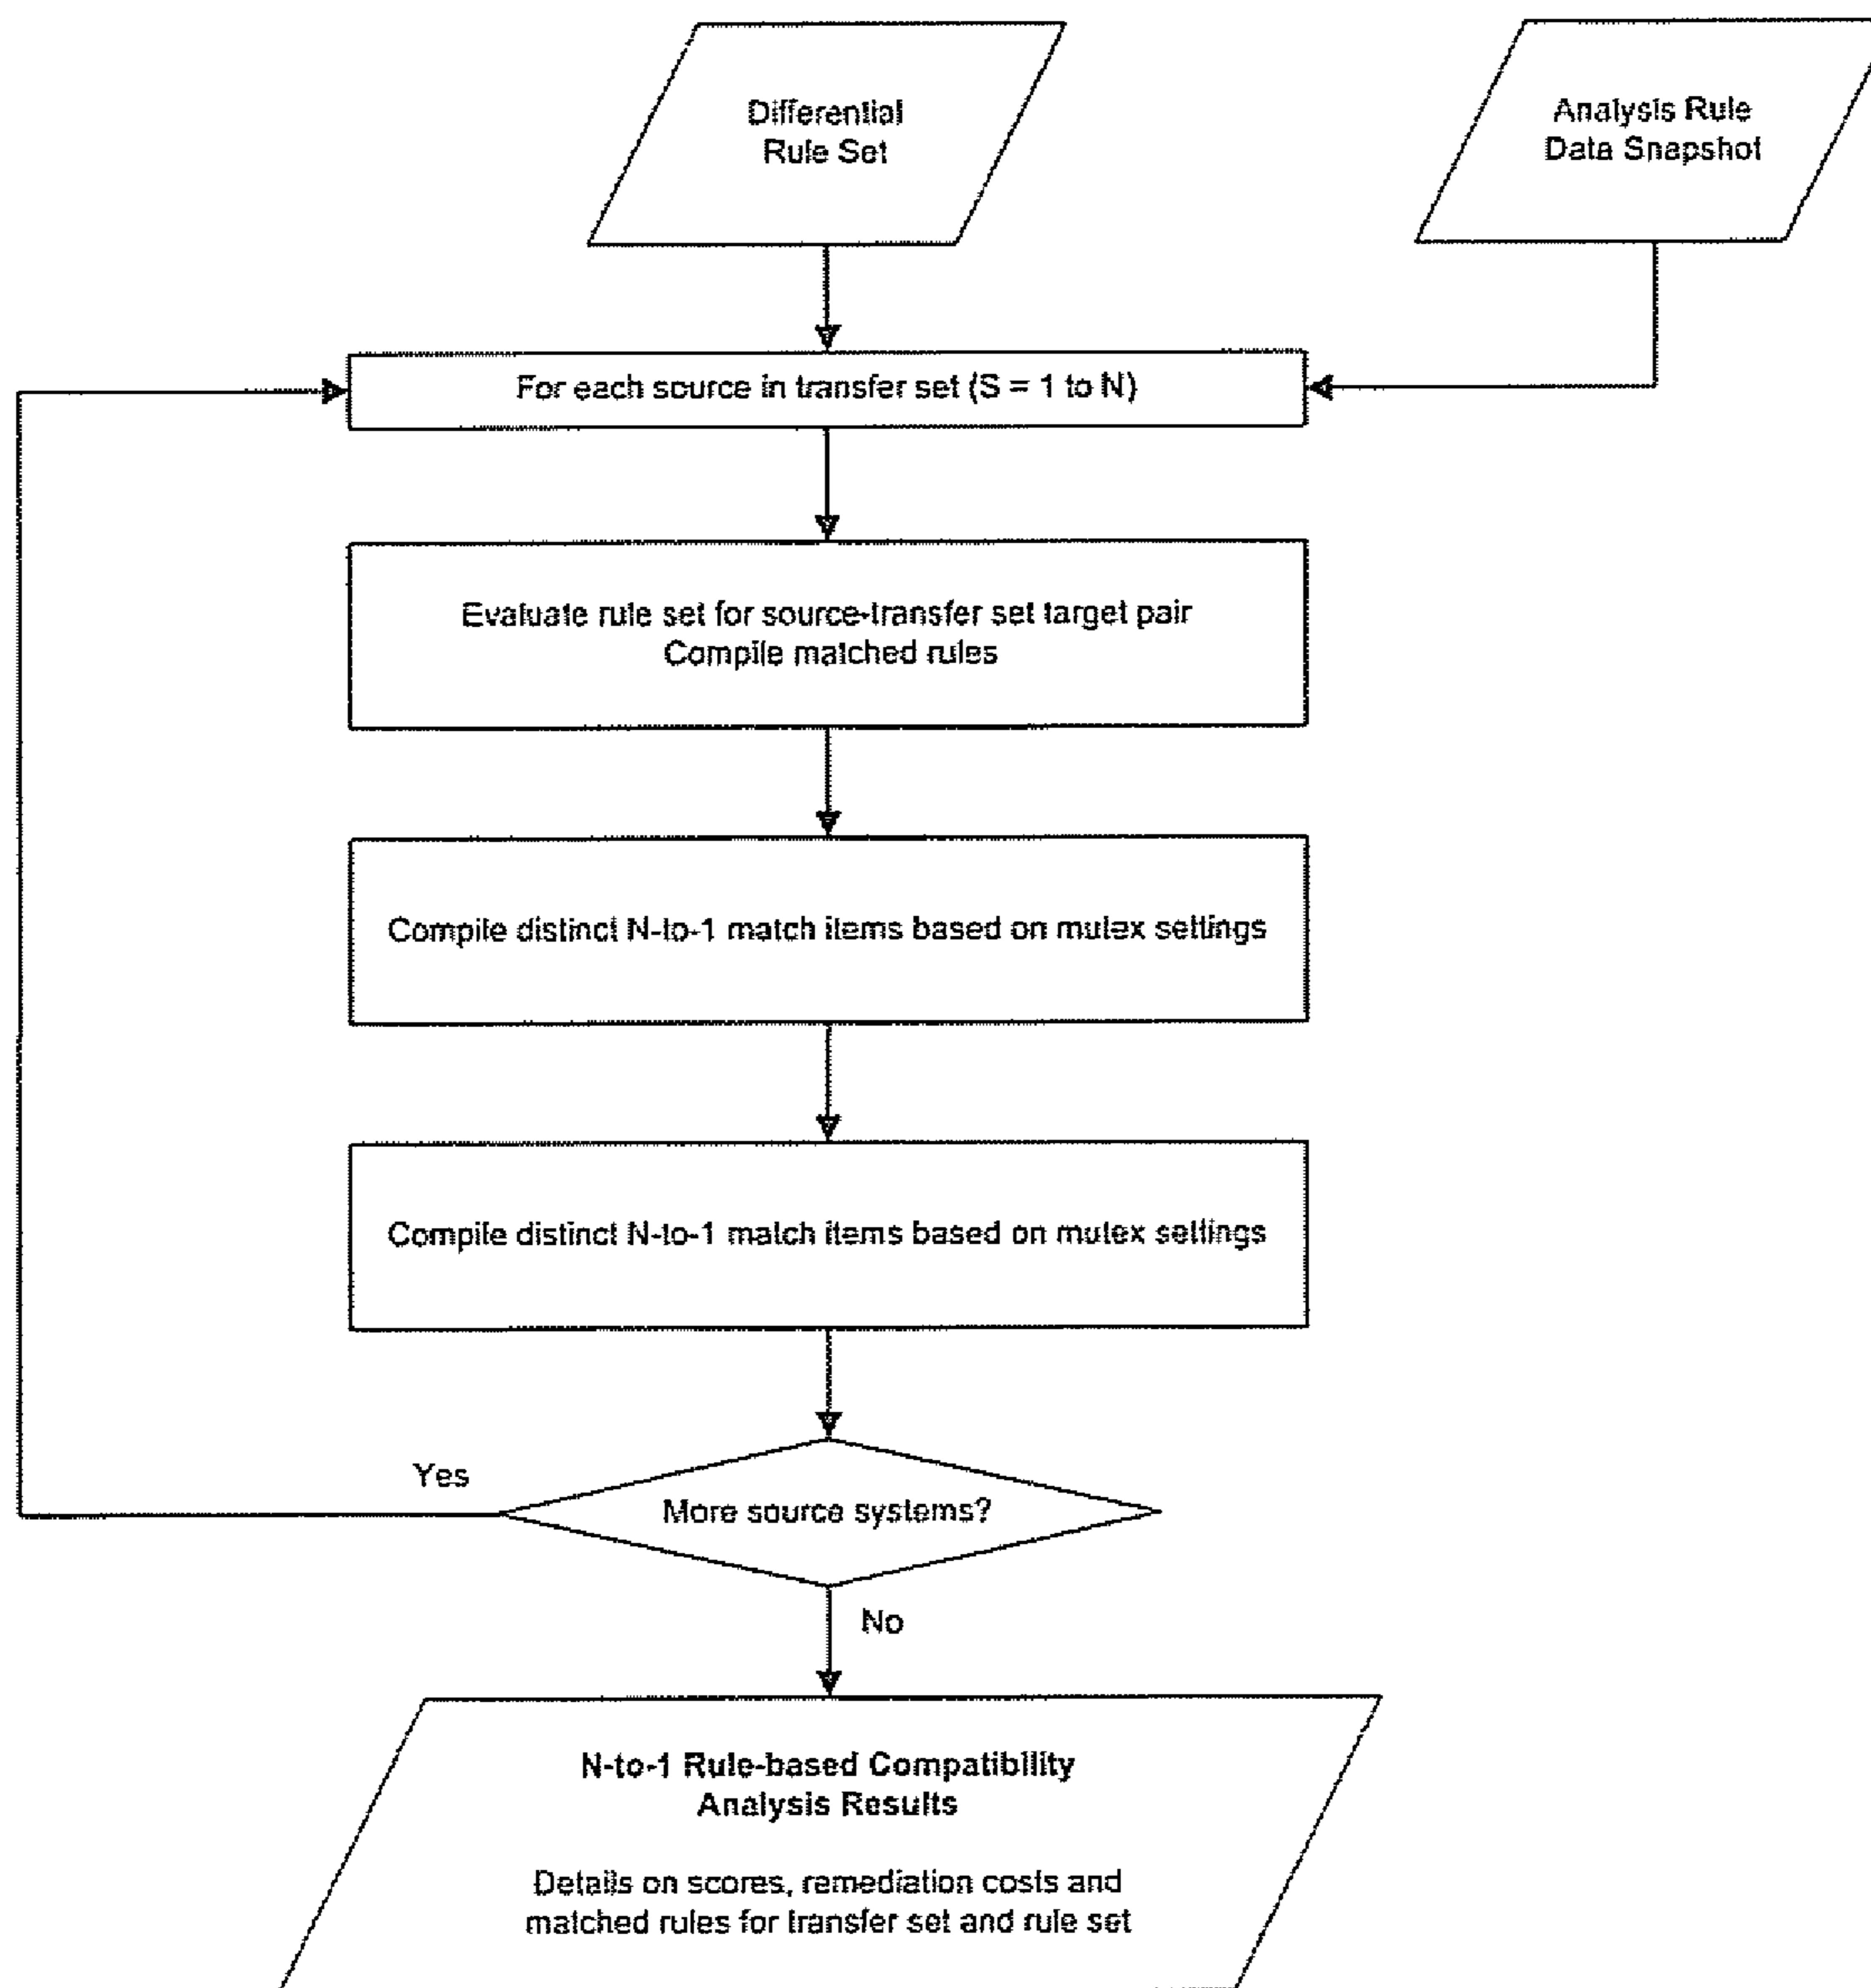 Differential
Rule Set
Analysis Rule
Data Snapshot
For each source in transfer set (S = 1 to N)
Evaluate rule set for source-transfer set target pair
Compile matched rules
Compile distinct N-to-1 match items based on mutex settings
Compile distinct N-to-1 match items based on mutex settings
Yes
More source systems?
No
N-to-1 Rule-based Compatibility
Analysis Results
Details on scores, remediation costs and
matched rules for transfer set and rule set